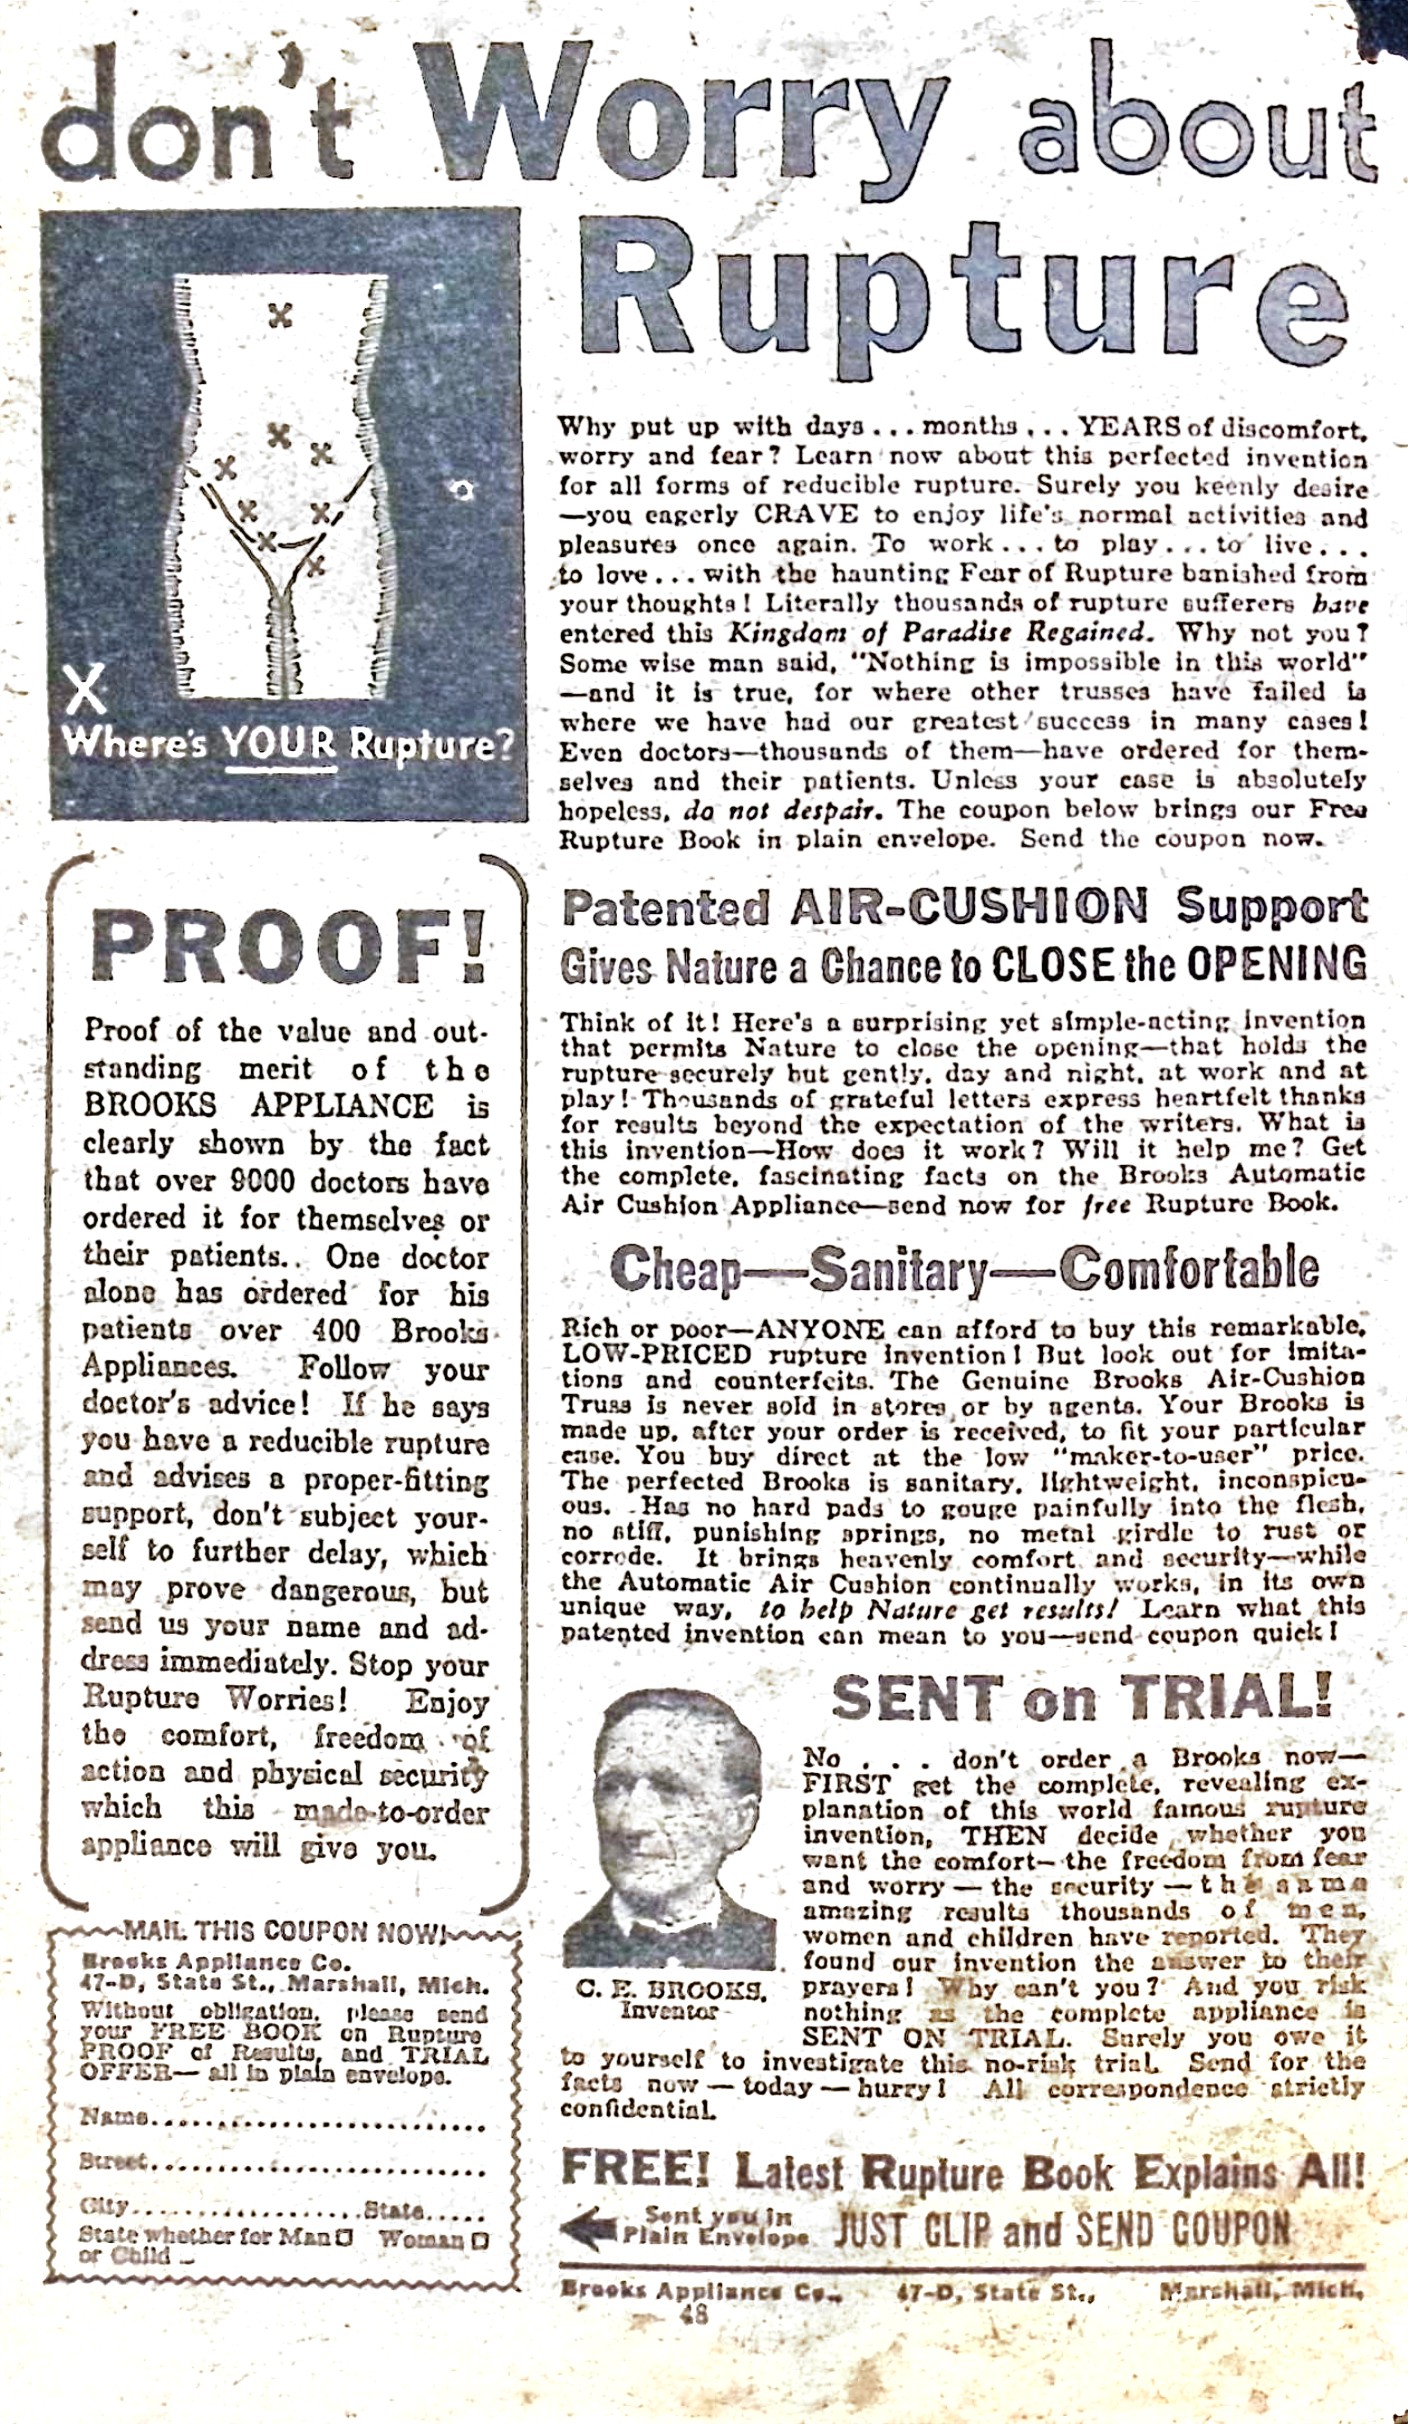 don't Worry about
Rupture
X
Where's YOUR Rupture?
Why put up with days . . . months . . . YEARS of discomfort,
worry and fear? Learn now about this perfected invention
for all forms of reducible rupture. Surely you keenly desire
—you eagerly CRAVE to enjoy life's normal activities and
pleasures once again. To work . . . to play . . . to live . . .
to love . . . with the haunting Fear of Rupture banished from
your thoughts! Literally thousands of rupture sufferers have
entered this Kingdom of Paradise Regained. Why not you?
Some wise man said, "Nothing is impossible in this world"
—and it is true, for where other trusses have failed is
where we have had our greatest success in many cases!
Even doctors—thousands of them—have ordered for them-
selves and their patients. Unless your case is absolutely
hopeless, do not despair. The coupon below brings our Free
Rupture Book in plain envelope. Send the coupon now.
Patented AIR-CUSHION Support
Gives Nature a Chance to CLOSE the OPENING
Think of it! Here's a surprising yet simple-acting invention
that permits Nature to close the opening—that holds the
rupture securely but gently, day and night, at work and at
play! Thousands of grateful letters express heartfelt thanks
for results beyond the expectation of the writers. What is
this invention—How does it work? Will it help me? Get
the complete, fascinating facts on the Brooks Automatic
Air Cushion Appliance—send now for free Rupture Book.
Cheap—Sanitary—Comfortable
Rich or poor—ANYONE can afford to buy this remarkable,
LOW-PRICED rupture invention! But look out for imita-
tions and counterfeits. The Genuine Brooks Air-Cushion
Truss is never sold in stores or by agents. Your Brooks is
made up, after your order is received, to fit your particular
case. You buy direct at the low "maker-to-user" price.
The perfected Brooks is sanitary, lightweight, inconspicu-
ous. Has no hard pads to gouge painfully into the flesh,
no stiff, punishing springs, no metal girdle to rust or
corrode. It brings heavenly comfort and security—while
the Automatic Air Cushion continually works, in its own
unique way, to help Nature get results! Learn what this
patented invention can mean to you—send coupon quick!
SENT on TRIAL!
No . . . don't order a Brooks now—
FIRST get the complete, revealing ex-
planation of this world famous rupture
invention, THEN decide whether you
want the comfort—the freedom from fear
and worry — the security — the same
amazing results thousands of men,
women and children have reported. They
found our invention the answer to their
prayers! Why can't you? And you risk
nothing as the complete appliance is
SENT ON TRIAL. Surely you owe it
to yourself to investigate this no-risk trial. Send for the
facts now — today — hurry! All correspondence strictly
confidential.
C. E. BROOKS,
Inventor
FREE! Latest Rupture Book Explains All!
Sent you in
Plain Envelope
JUST CLIP and SEND COUPON
Brooks Appliance Co., 47-D, State St., Marshall, Mich.
PROOF!
Proof of the value and out-
standing merit of the
BROOKS APPLIANCE is
clearly shown by the fact
that over 9000 doctors have
ordered it for themselves or
their patients.. One doctor
alone has ordered for his
patients over 400 Brooks
Appliances. Follow your
doctor's advice! If he says
you have a reducible rupture
and advises a proper-fitting
support, don't subject your-
self to further delay, which
may prove dangerous, but
send us your name and ad-
dress immediately. Stop your
Rupture Worries! Enjoy
the comfort, freedom of
action and physical security
which this made-to-order
appliance will give you.
MAIL THIS COUPON NOW!
Brooks Appliance Co.
47-D, State St., Marshall, Mich.
Without obligation, please send
your FREE BOOK on Rupture
PROOF of Results, and TRIAL
OFFER— all in plain envelope.
Name..........................
Street..........................
City..................State.....
State whether for Man □ Woman □
or Child
48